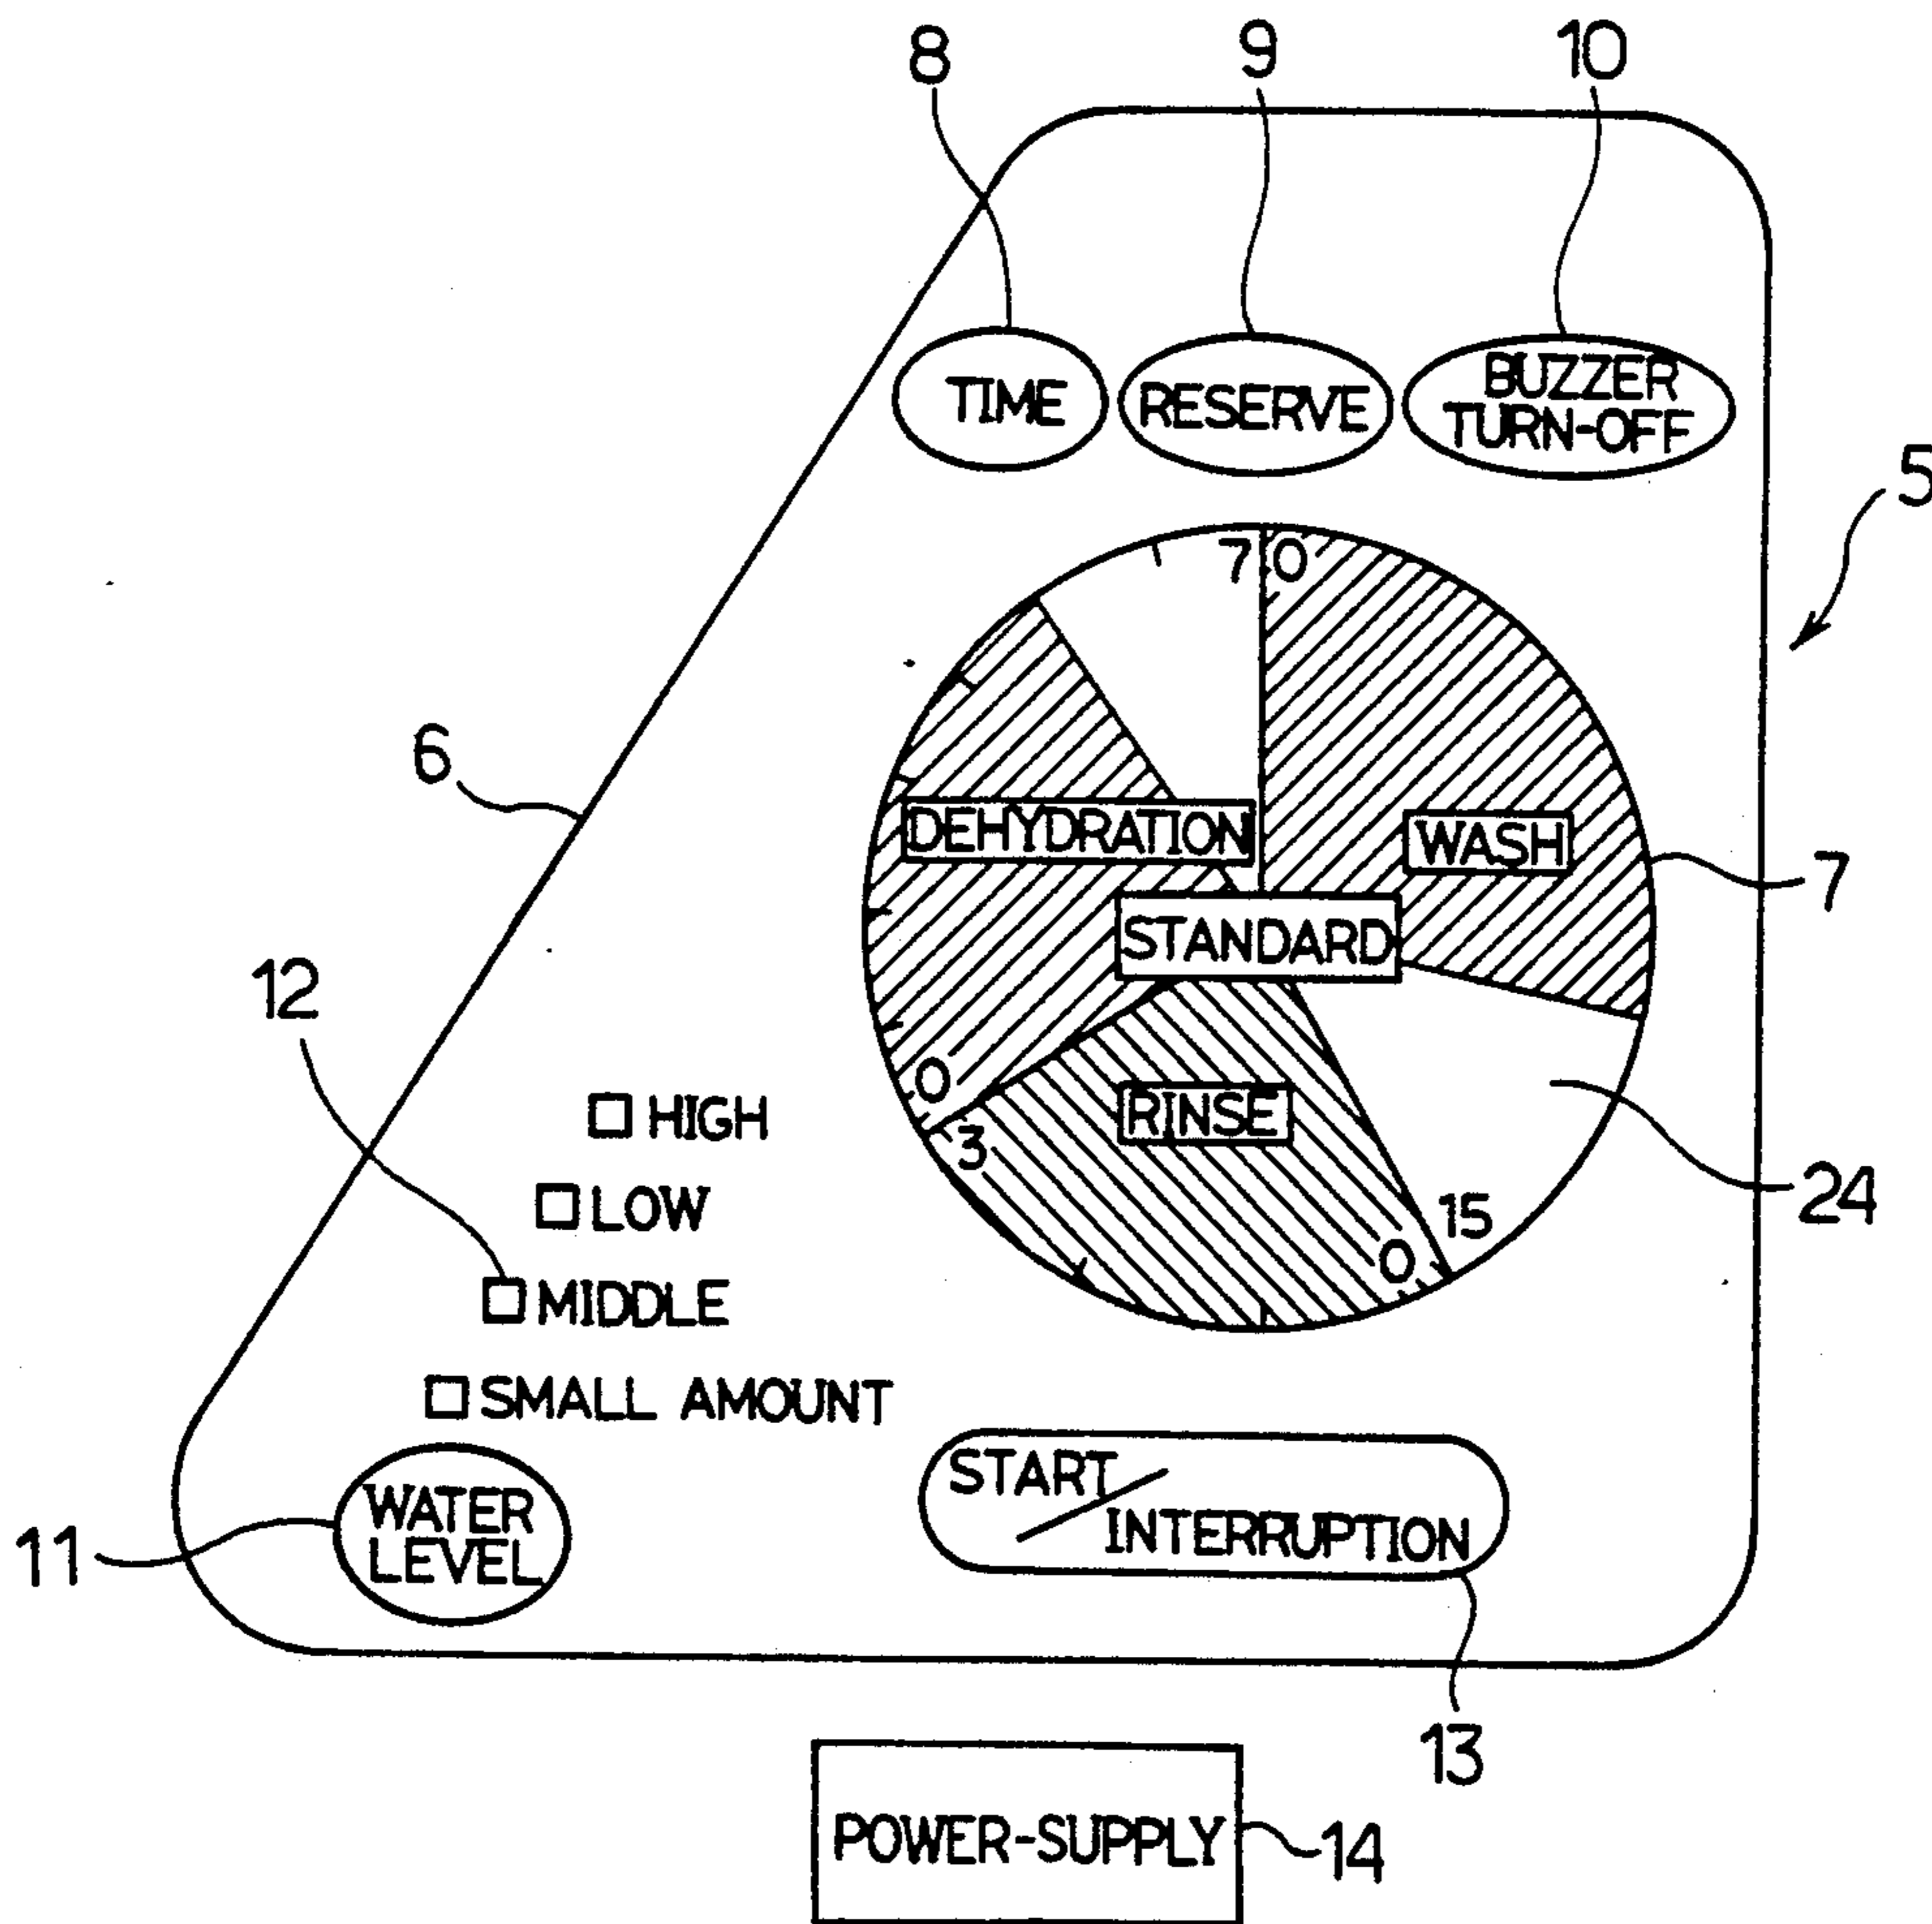 8 9 10
TIME RESERVE BUZZER
TURN-OFF
5
7 0
6
DEHYDRATION WASH
7
STANDARD
12
0
HIGH
RINSE
3
24
LOW
15
0
MIDDLE
SMALL AMOUNT
START/
INTERRUPTION
WATER
LEVEL
11
13
POWER-SUPPLY 14